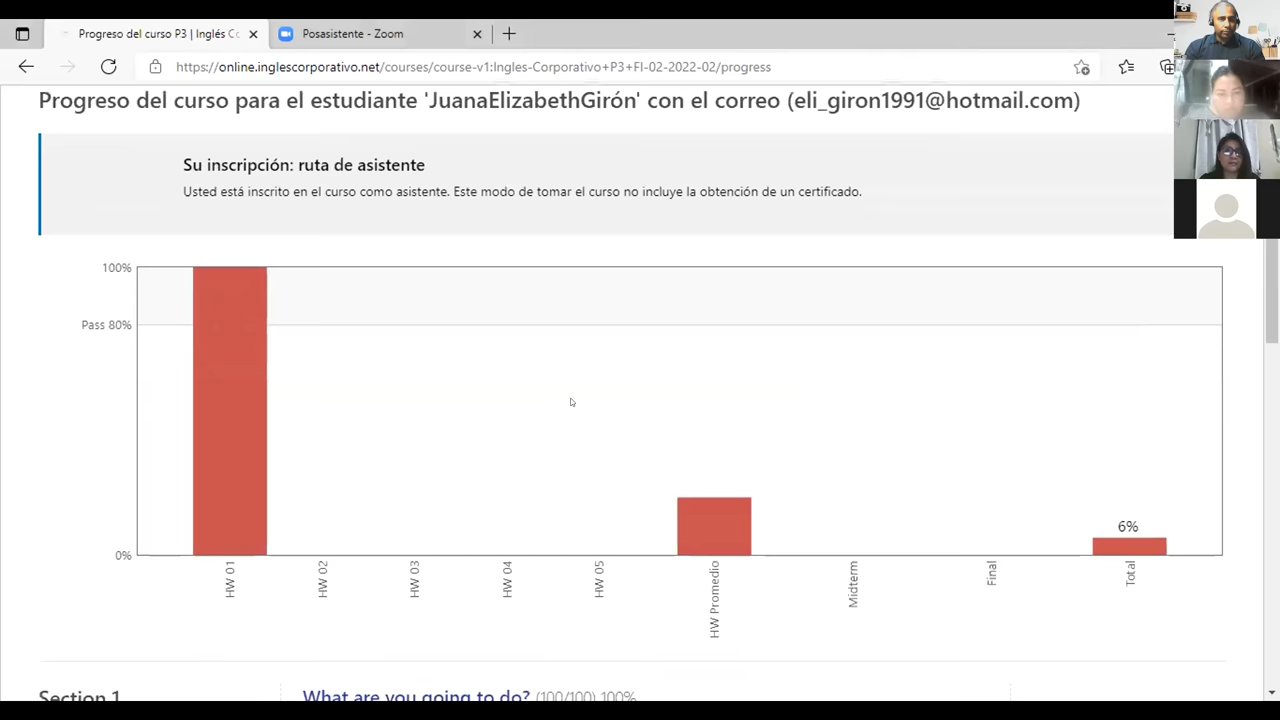 Progreso del curso P3 | Inglés Co
Posasistente - Zoom
https://online.inglescorporativo.net/courses/course-v1:Ingles-Corporativo+P3+FI-02-2022-02/progress
Progreso del curso para el estudiante 'JuanaElizabethGirón' con el correo (eli_giron1991@hotmail.com)
Su inscripción: ruta de asistente
Usted está inscrito en el curso como asistente. Este modo de tomar el curso no incluye la obtención de un certificado.
100%
Pass 80%
6%
0%
HW 01
HW 02
HW 03
HW 04
HW 05
HW Promedio
Midterm
Final
Total
Section 1
What are you going to do? (100/100) 100%